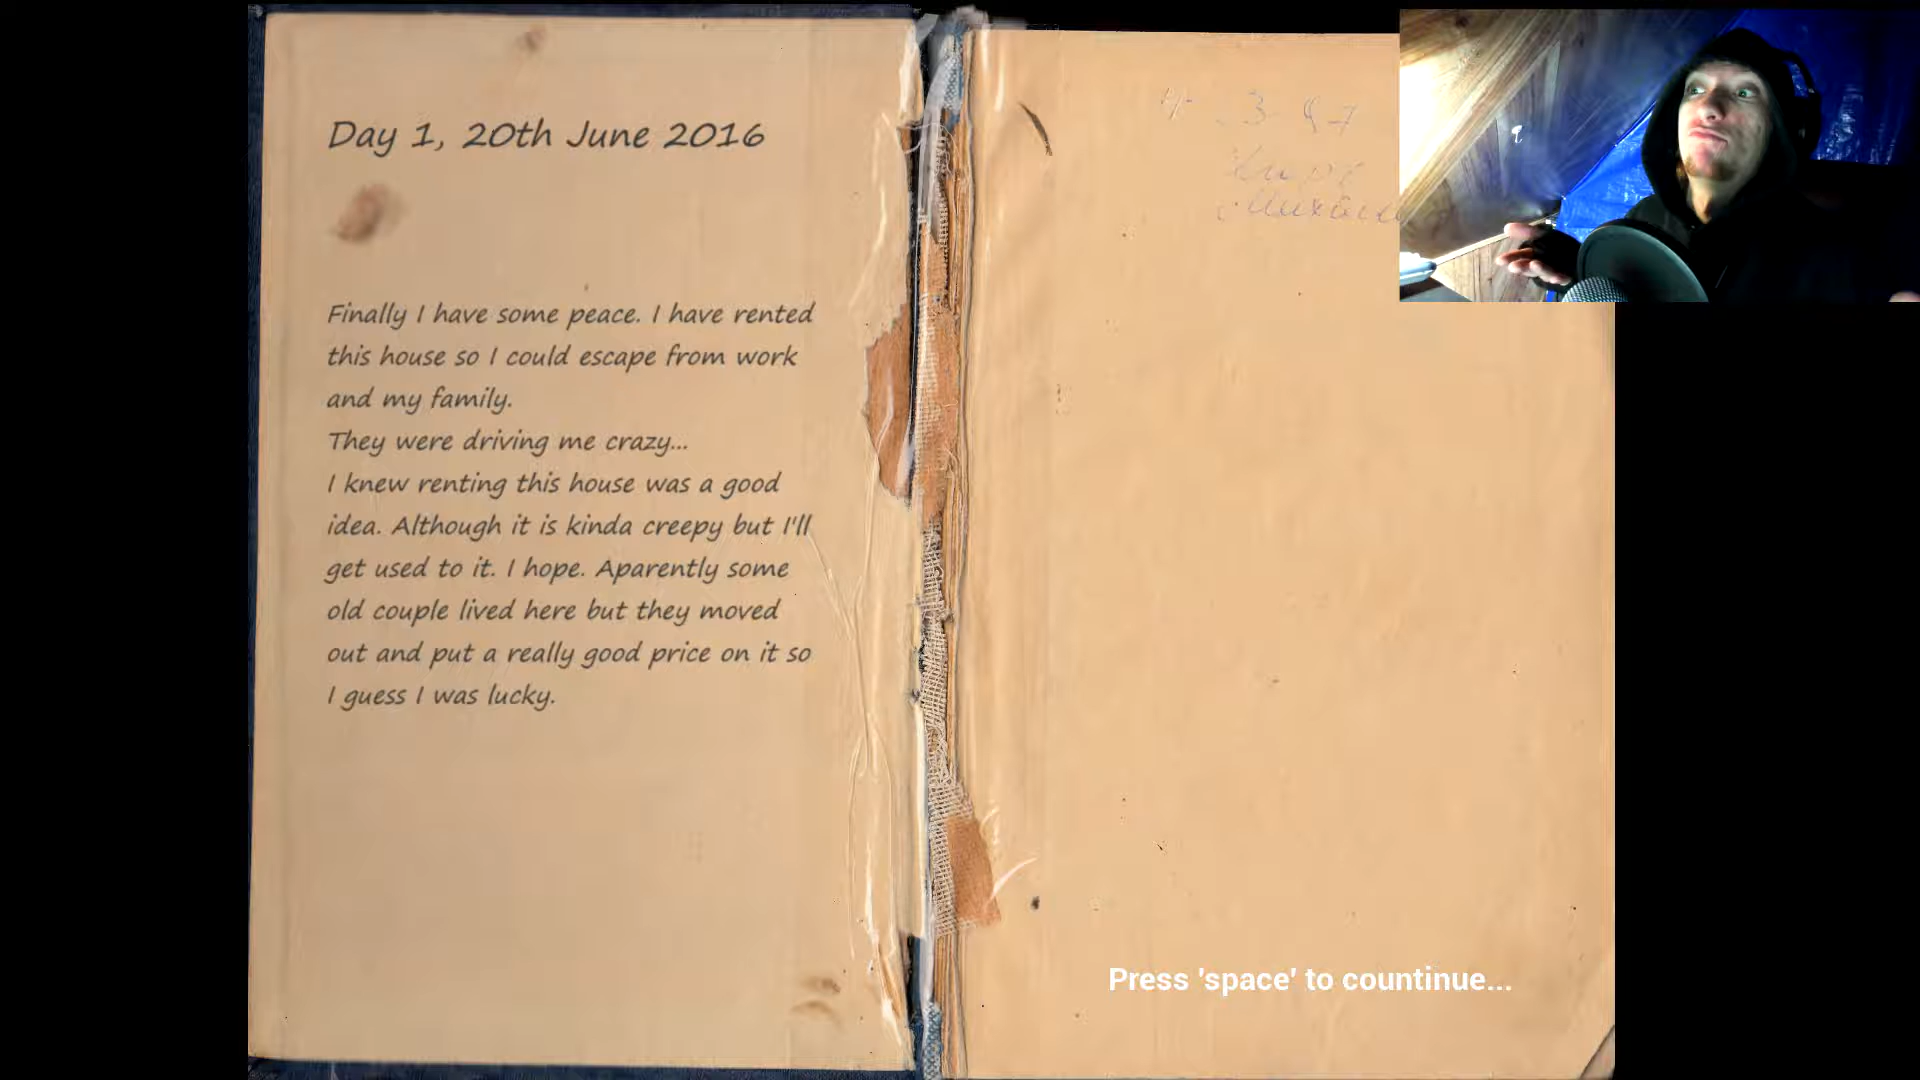 Day 1, 20th June 2016
Finally I have some peace. I have rented
this house so I could escape from work
and my family.
They were driving me crazy...
I knew renting this house was a good
idea. Although it is kinda creepy but I'll
get used to it. I hope. Aparently some
old couple lived here but they moved
out and put a really good price on it so
I guess I was lucky.
Press 'space' to countinue...